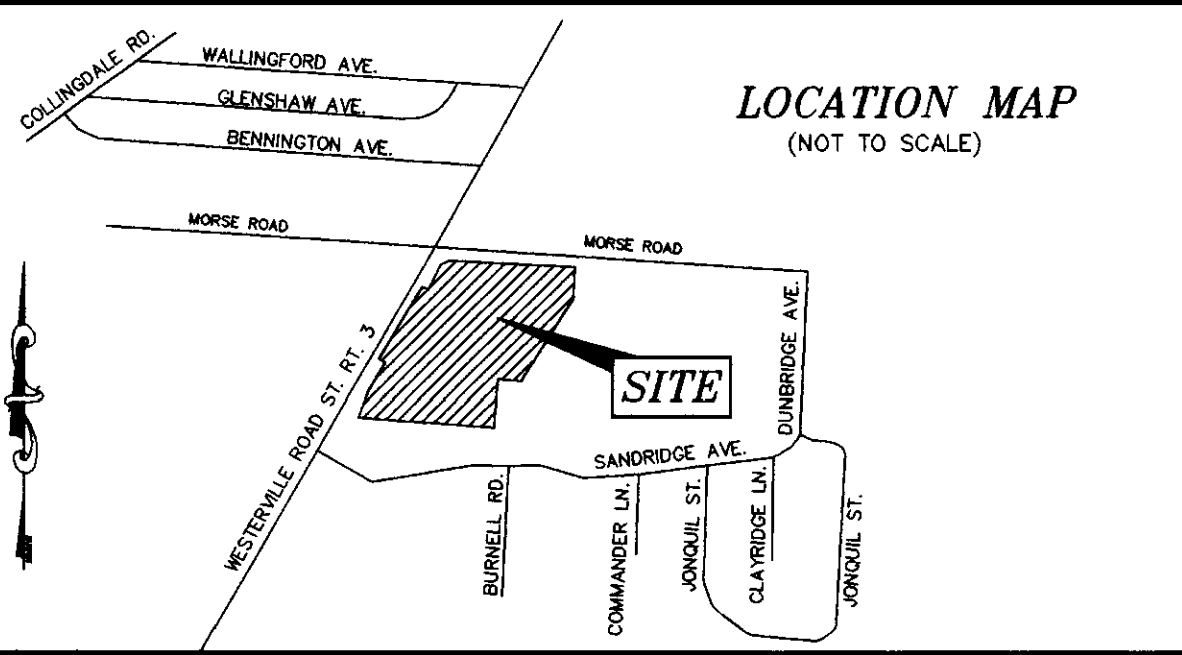 COLLINGDALE RD.
WALLINGFORD AVE.
GLENSHAW AVE.
BENNINGTON AVE.
LOCATION MAP
(NOT TO SCALE)
MORSE ROAD
MORSE ROAD
WESTERVILLE ROAD ST. RT. 3
SITE
DUNBRIDGE AVE.
SANDRIDGE AVE.
BURNELL RD.
COMMANDER LN.
JONQUIL ST.
CLAYRIDGE LN.
JONQUIL ST.